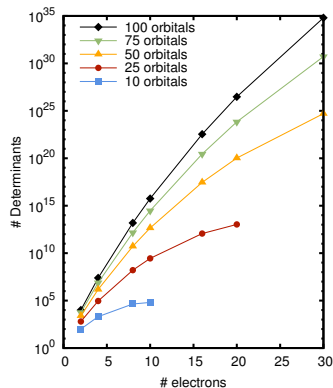 10^35
10^30
10^25
10^20
10^15
10^10
10^5
10^0
# Determinants
100 orbitals
75 orbitals
50 orbitals
25 orbitals
10 orbitals
0 5 10 15 20 25 30
# electrons